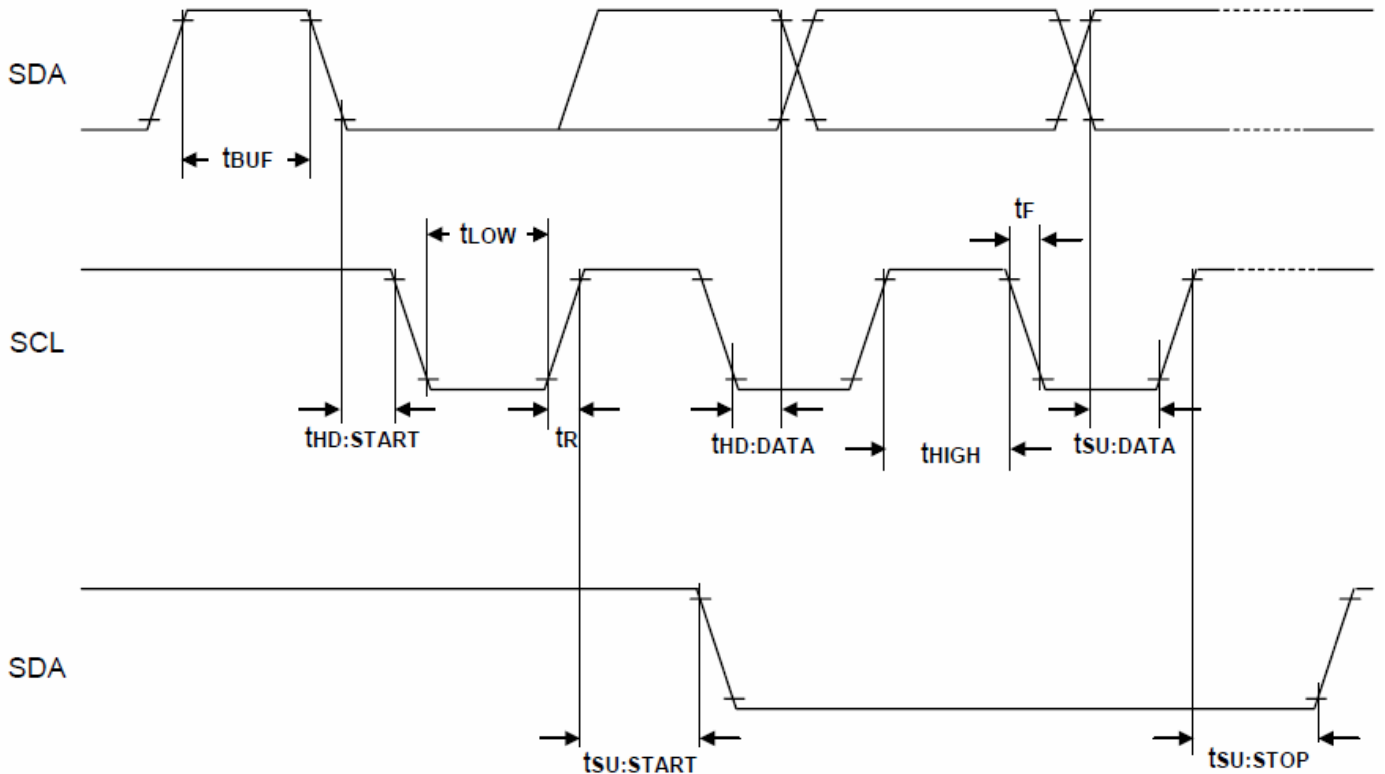 SDA
tBUF
tLOW
tF
SCL
tHD:START
tR
tHD:DATA
tHIGH
tSU:DATA
SDA
tSU:START
tSU:STOP